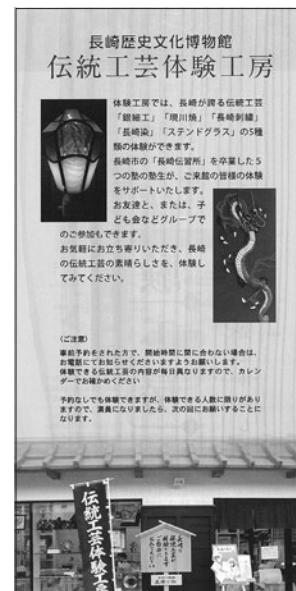 長崎歴史文化博物館
伝統工芸体験工房
体験工房では、長崎が誇る伝統工芸
「銀細工」「現川焼」「長崎刺繍」
「長崎染」「ステンドグラス」の5種
類の体験ができます。
長崎市の「長崎伝習所」を卒業した5
つの塾の塾生が、ご来館の皆様の体験
をサポートいたします。
お友達と、または、子
ども会などグループで
のご参加もできます。
お気軽にお立ち寄りいただき、長崎
の伝統工芸の素晴らしさを、体験し
てみてください。
〈ご注意〉
事前予約をされた方で、開始時間に間に合わない場合は、
お電話にてお知らせくださいますようお願いします。
体験できる伝統工芸の内容が毎日異なりますので、カレン
ダーでお確かめください
予約なしでも体験できますが、体験できる人数に限りがあり
ますので、満員になりましたら、次の回にお願いすることに
なります。
伝統工芸体験工房